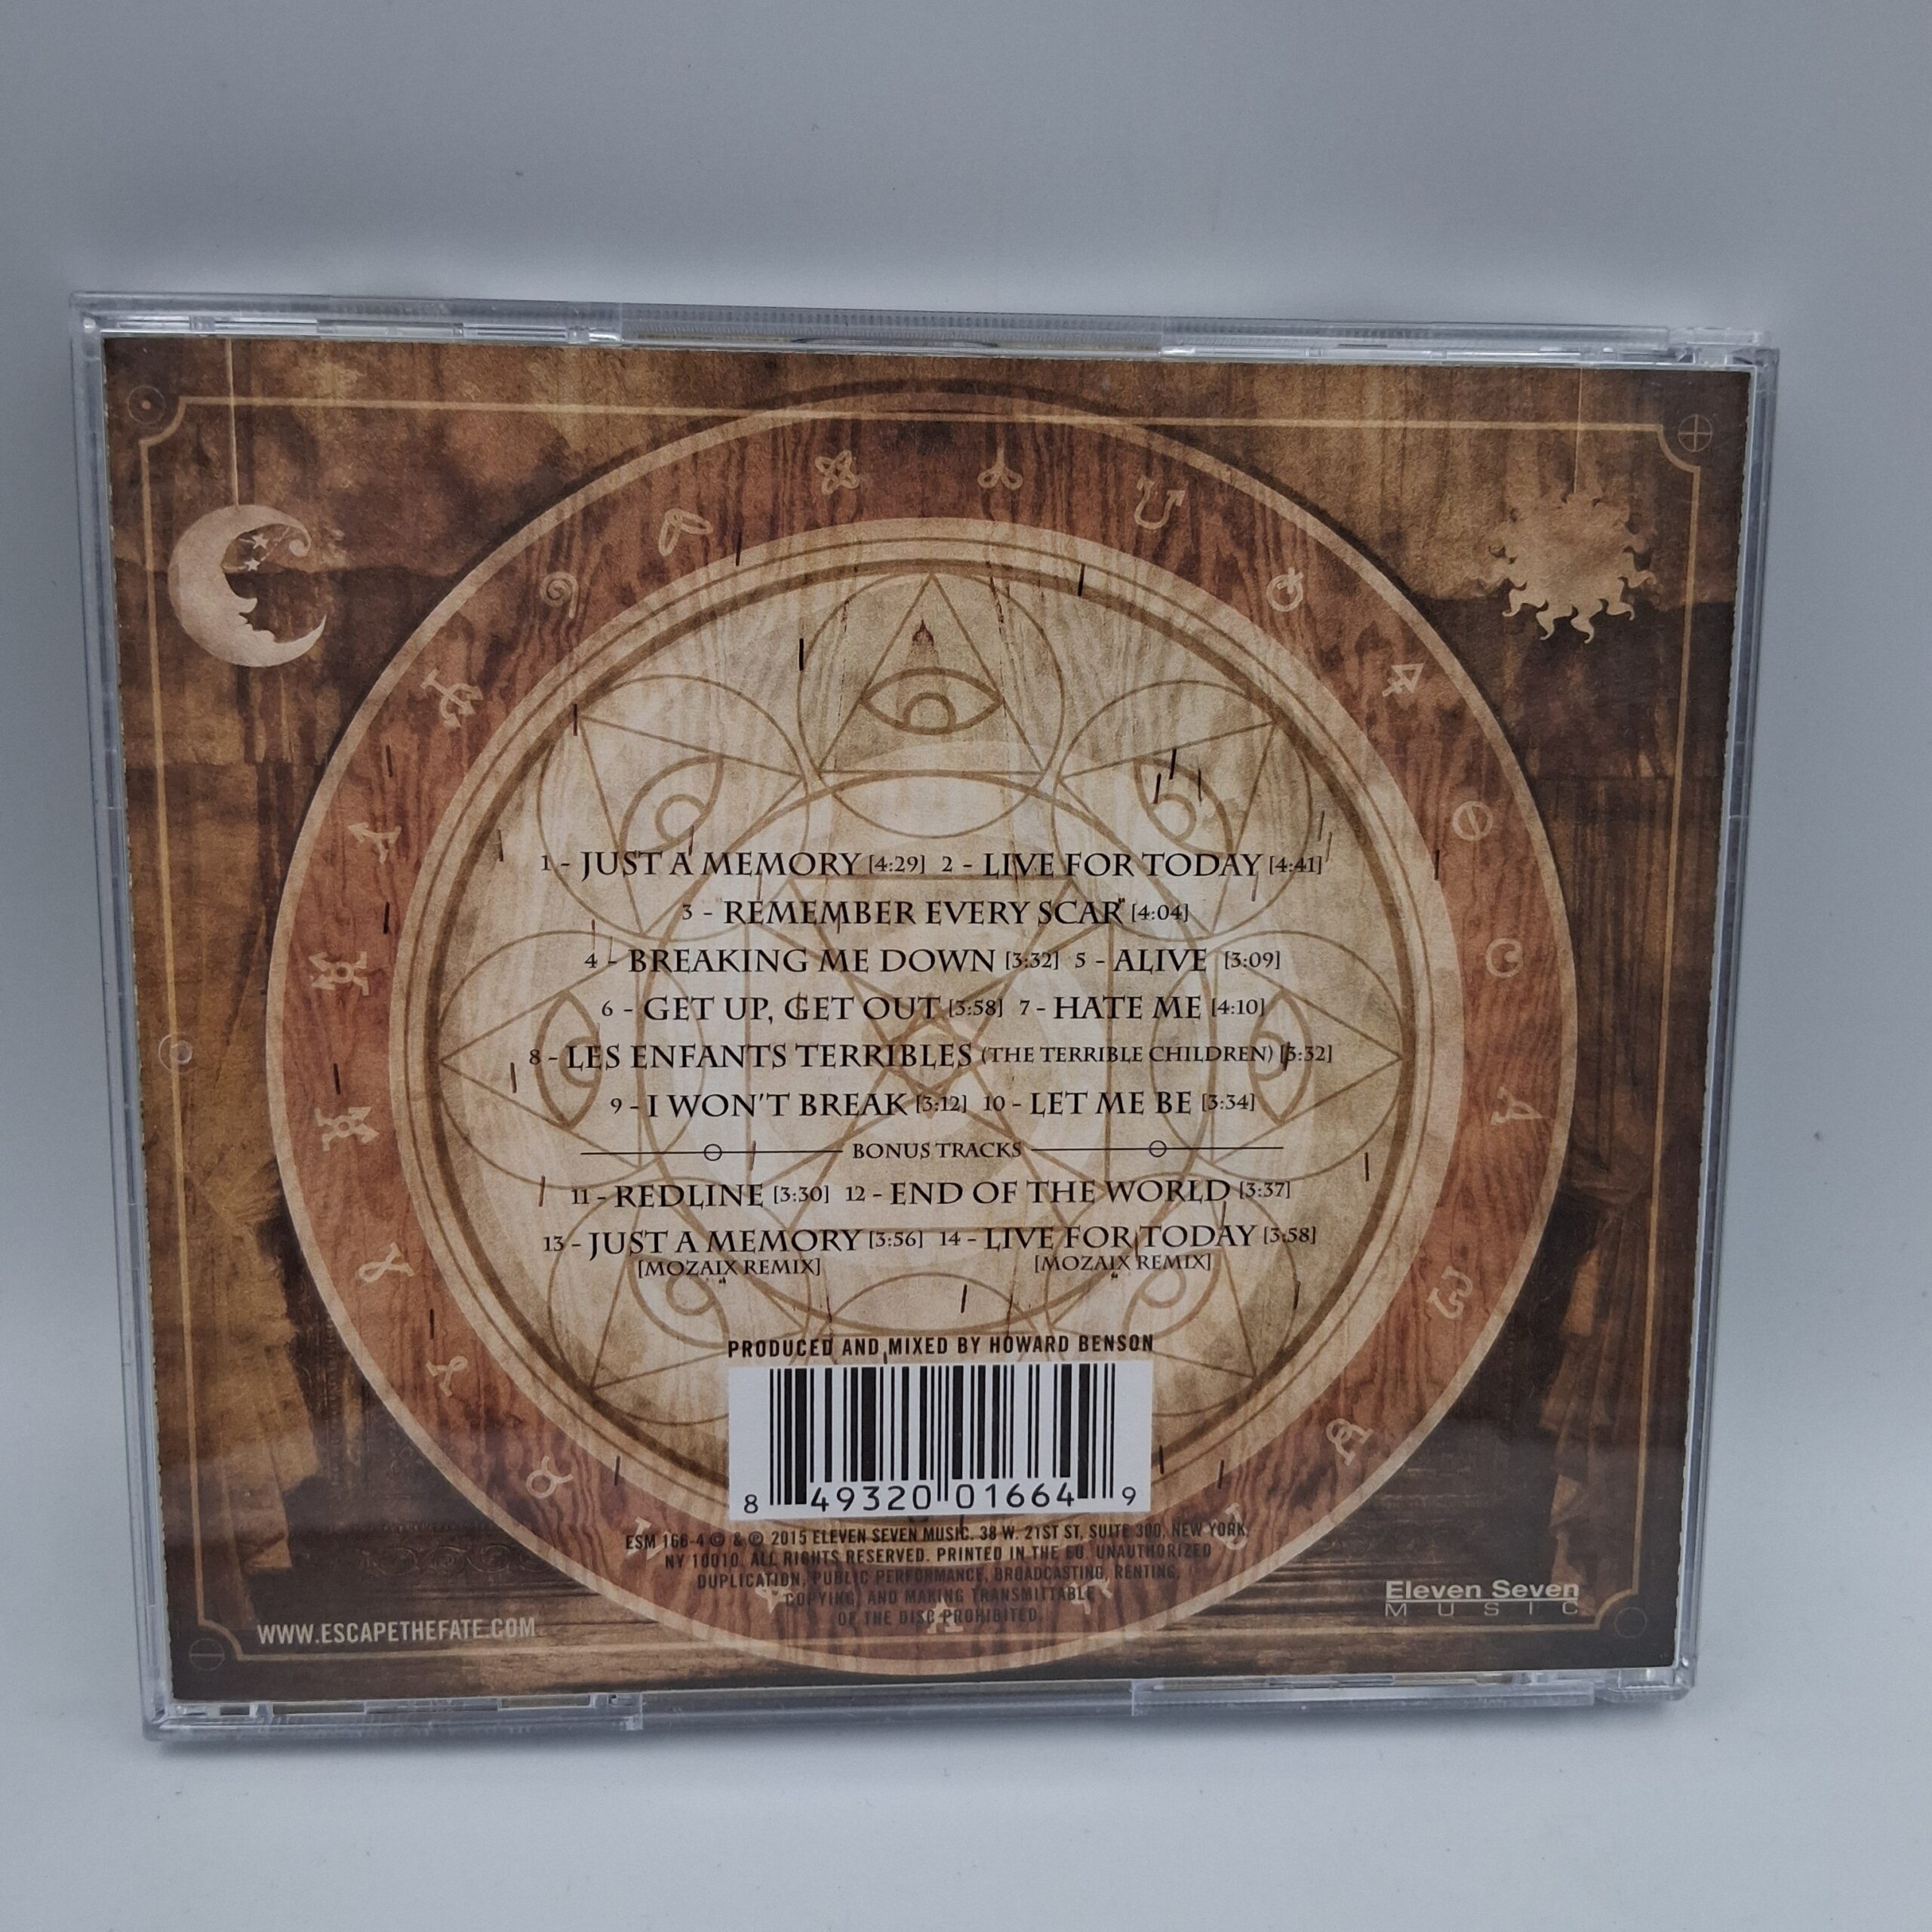 1 - JUST A MEMORY [4:29] 2 - LIVE FOR TODAY [4:41]
3 - REMEMBER EVERY SCAR [4:04]
4 - BREAKING ME DOWN [3:32] 5 - ALIVE [3:09]
6 - GET UP, GET OUT [3:58] 7 - HATE ME [4:10]
8 - LES ENFANTS TERRIBLES (THE TERRIBLE CHILDREN) [3:32]
9 - I WON'T BREAK [3:12] 10 - LET ME BE [3:34]
BONUS TRACKS
11 - REDLINE [3:30] 12 - END OF THE WORLD [3:37]
13 - JUST A MEMORY [3:56] 14 - LIVE FOR TODAY [3:58]
[MOZAIX REMIX] [MOZAIX REMIX]
PRODUCED AND MIXED BY HOWARD BENSON
8 49320 01664 9
ESM 166-4 © & ℗ 2015 ELEVEN SEVEN MUSIC. 38 W. 21ST ST, SUITE 300, NEW YORK,
NY 10010. ALL RIGHTS RESERVED. PRINTED IN THE EU. UNAUTHORIZED
DUPLICATION, PUBLIC PERFORMANCE, BROADCASTING, RENTING,
COPYING, AND MAKING TRANSMITTABLE
OF THE DISC PROHIBITED.
WWW.ESCAPETHEFATE.COM
Eleven Seven
MUSIC